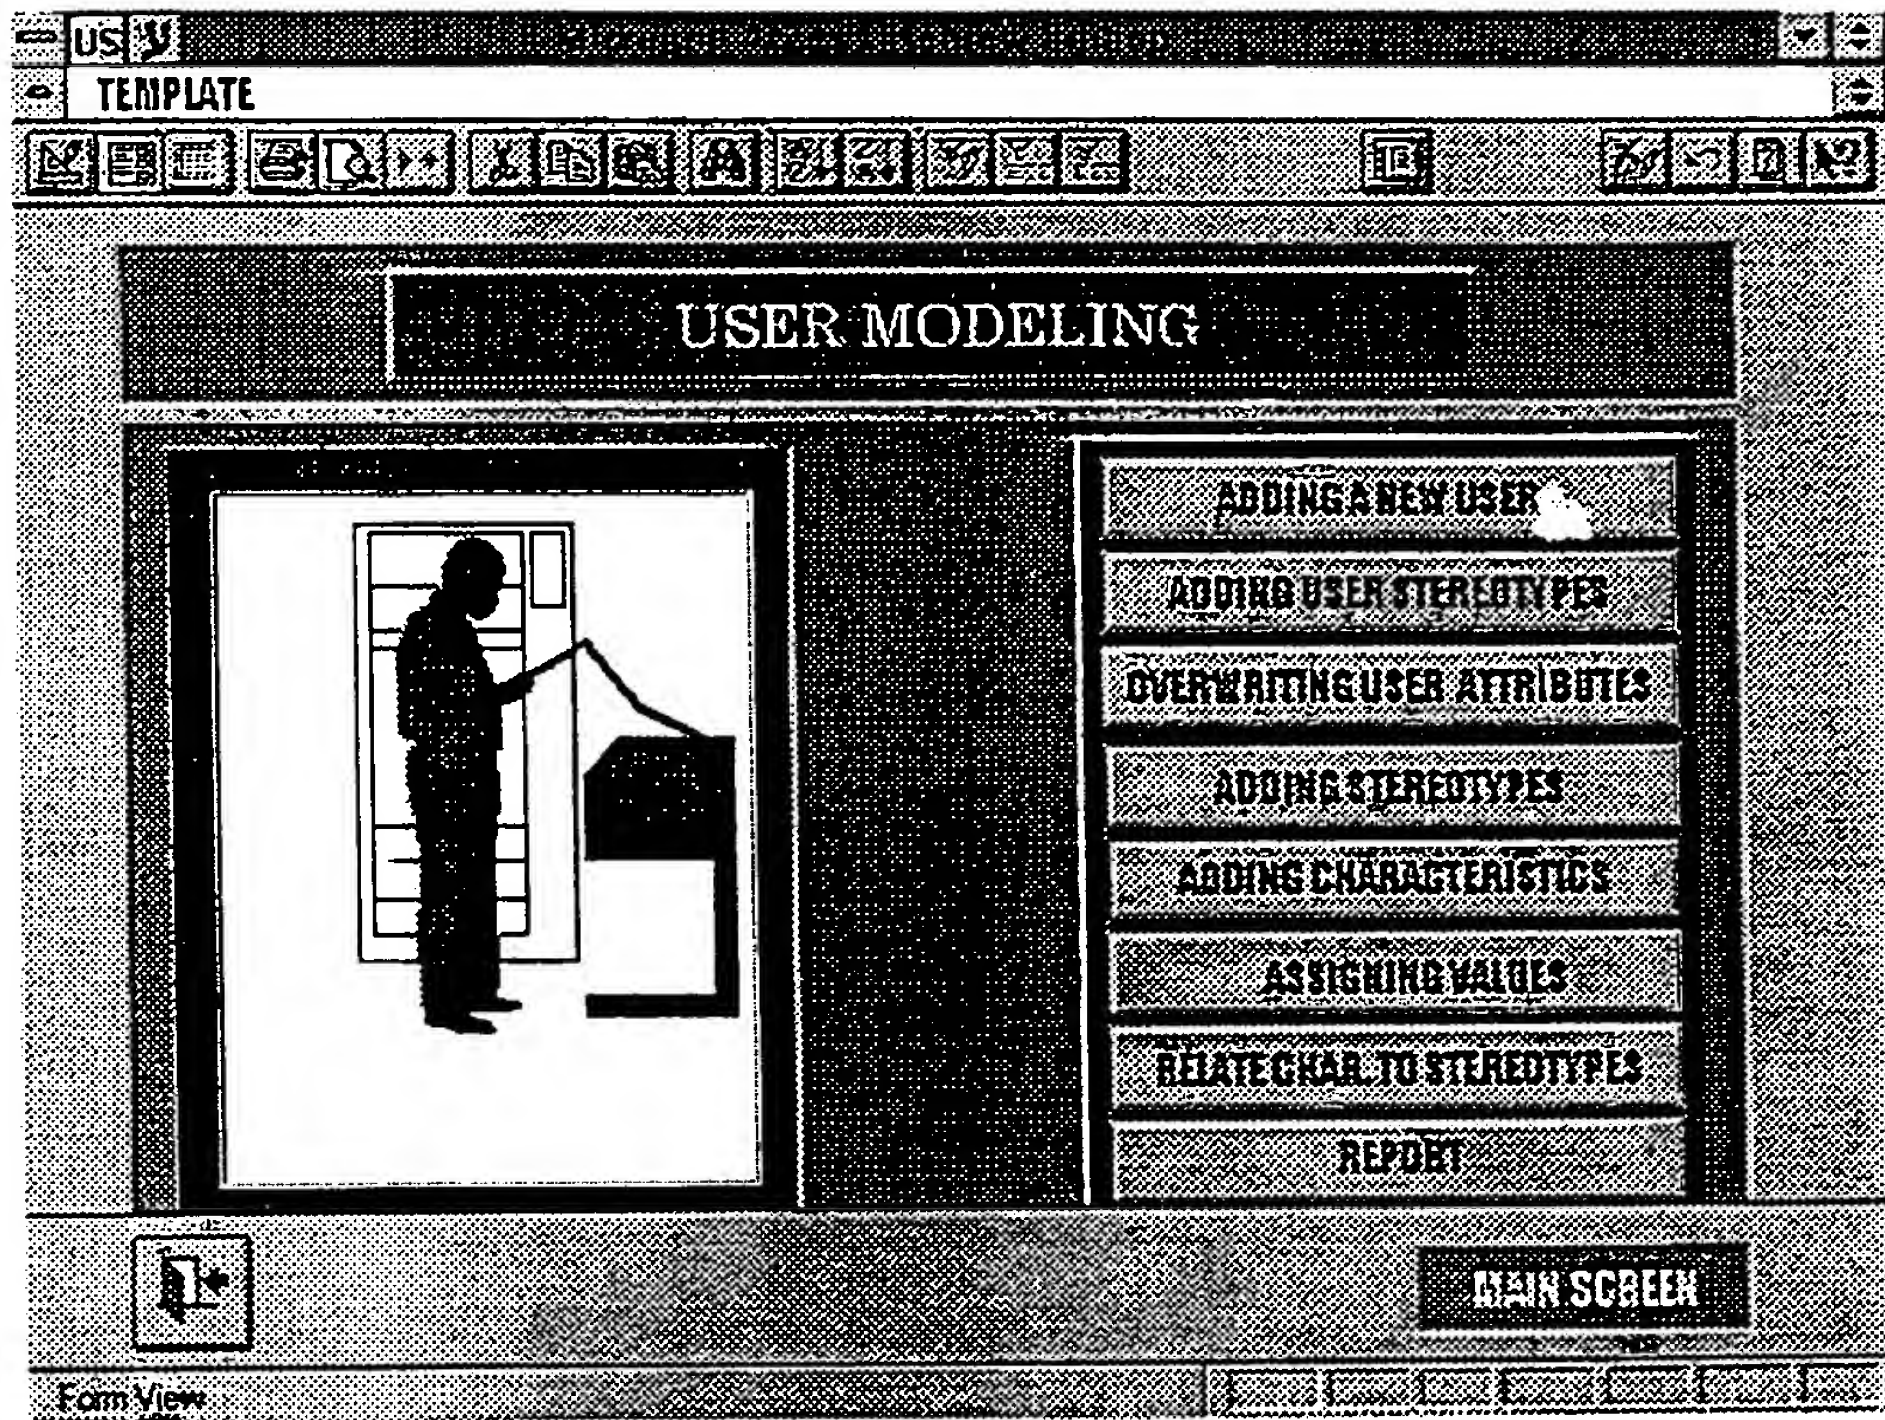 US
TEMPLATE
USER MODELING
ADDING A NEW USER
ADDING USER STEREOTYPES
OVERWRITING USER ATTRIBUTES
ADDING STEREOTYPES
ADDING CHARACTERISTICS
ASSIGNING VALUES
RELATE CHAR. TO STEREOTYPES
REPORT
MAIN SCREEN
Form View